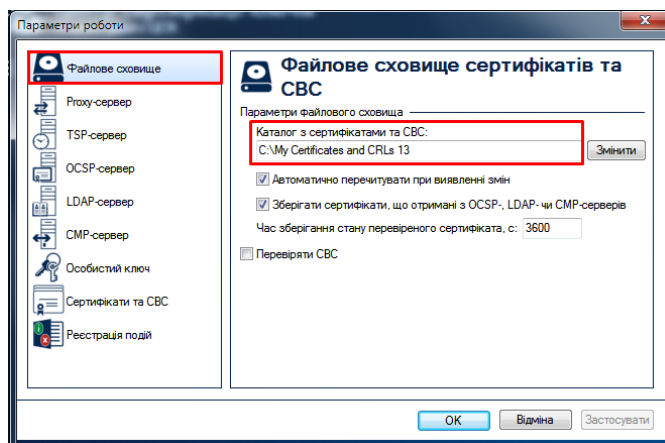 Параметри роботи
Файлове сховище
Proxy-сервер
TSP-сервер
OCSP-сервер
LDAP-сервер
CMP-сервер
Особистий ключ
Сертифікати та СВС
Реєстрація подій
Файлове сховище сертифікатів та
СВС
Параметри файлового сховища
Каталог з сертифікатами та СВС:
C:\My Certificates and CRLs 13
Змінити
Автоматично перечитувати при виявленні змін
Зберігати сертифікати, що отримані з OCSP-, LDAP- чи CMP-серверів
Час зберігання стану перевіреного сертифіката, с: 3600
Перевіряти СВС
OK
Відміна
Застосувати